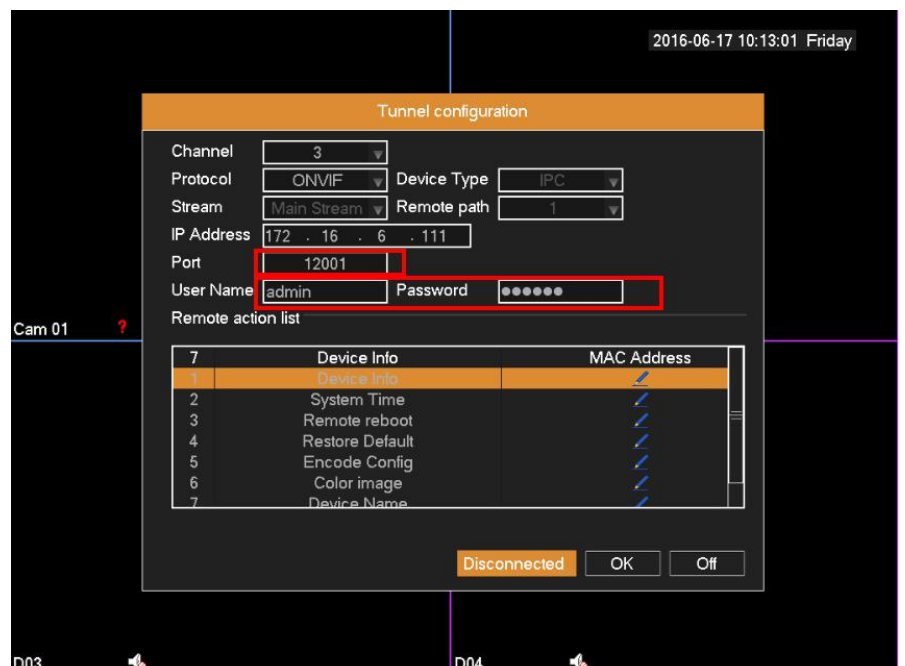 2016-06-17 10:13:01 Friday
Tunnel configuration
Channel 3
Protocol ONVIF Device Type IPC
Stream Main Stream Remote path 1
IP Address 172 . 16 . 6 . 111
Port 12001
User Name admin Password ●●●●●●
Remote action list
Cam 01 ?
7 Device Info MAC Address
1 Device Info
2 System Time
3 Remote reboot
4 Restore Default
5 Encode Config
6 Color image
7 Device Name
Disconnected OK Off
D03 D04